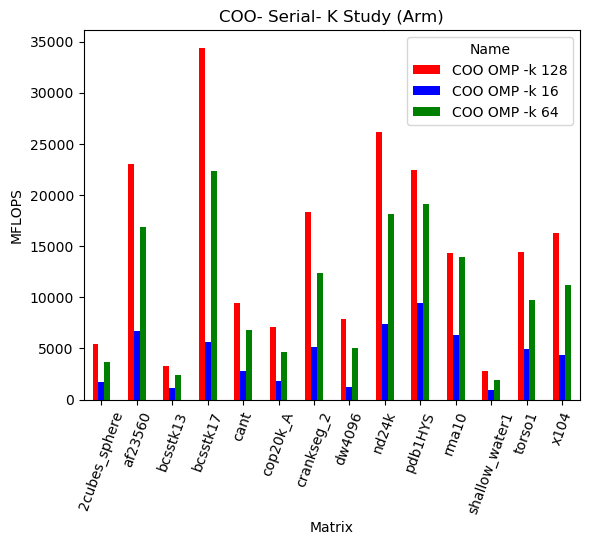 COO- Serial- K Study (Arm)
Name
COO OMP -k 128
COO OMP -k 16
COO OMP -k 64
MFLOPS
35000
30000
25000
20000
15000
10000
5000
0
2cubes_sphere
af23560
bcsstk13
bcsstk17
cant
cop20k_A
crankseg_2
dw4096
nd24k
pdb1HYS
rma10
shallow_water1
torso1
x104
Matrix